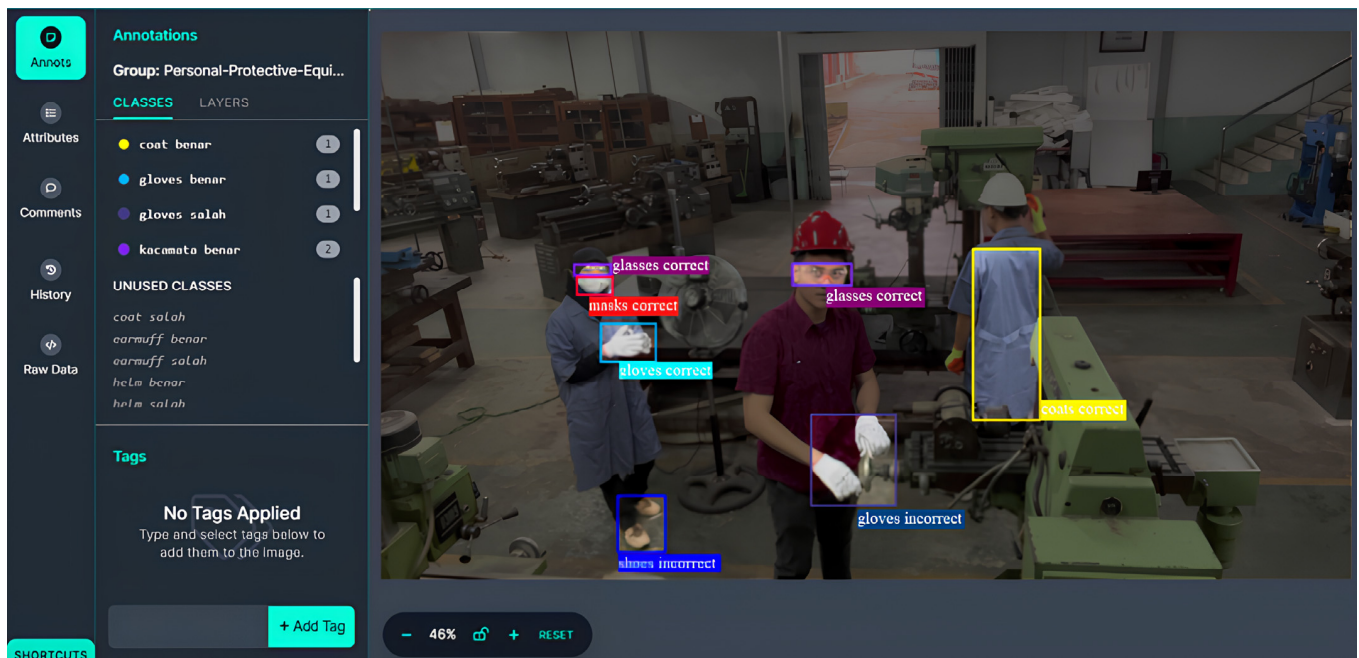 Annots
Attributes
Comments
History
Raw Data
SHORTCUTS
Annotations
Group: Personal-Protective-Equi...
CLASSES LAYERS
coat benar 1
gloves benar 1
gloves salah 1
kacamata benar 2
UNUSED CLASSES
coat salah
earmuff benar
earmuff salah
helm benar
helm salah
Tags
No Tags Applied
Type and select tags below to
add them to the image.
+ Add Tag
glasses correct
masks correct
glasses correct
gloves correct
coats correct
gloves incorrect
shoes incorrect
− 46% + RESET